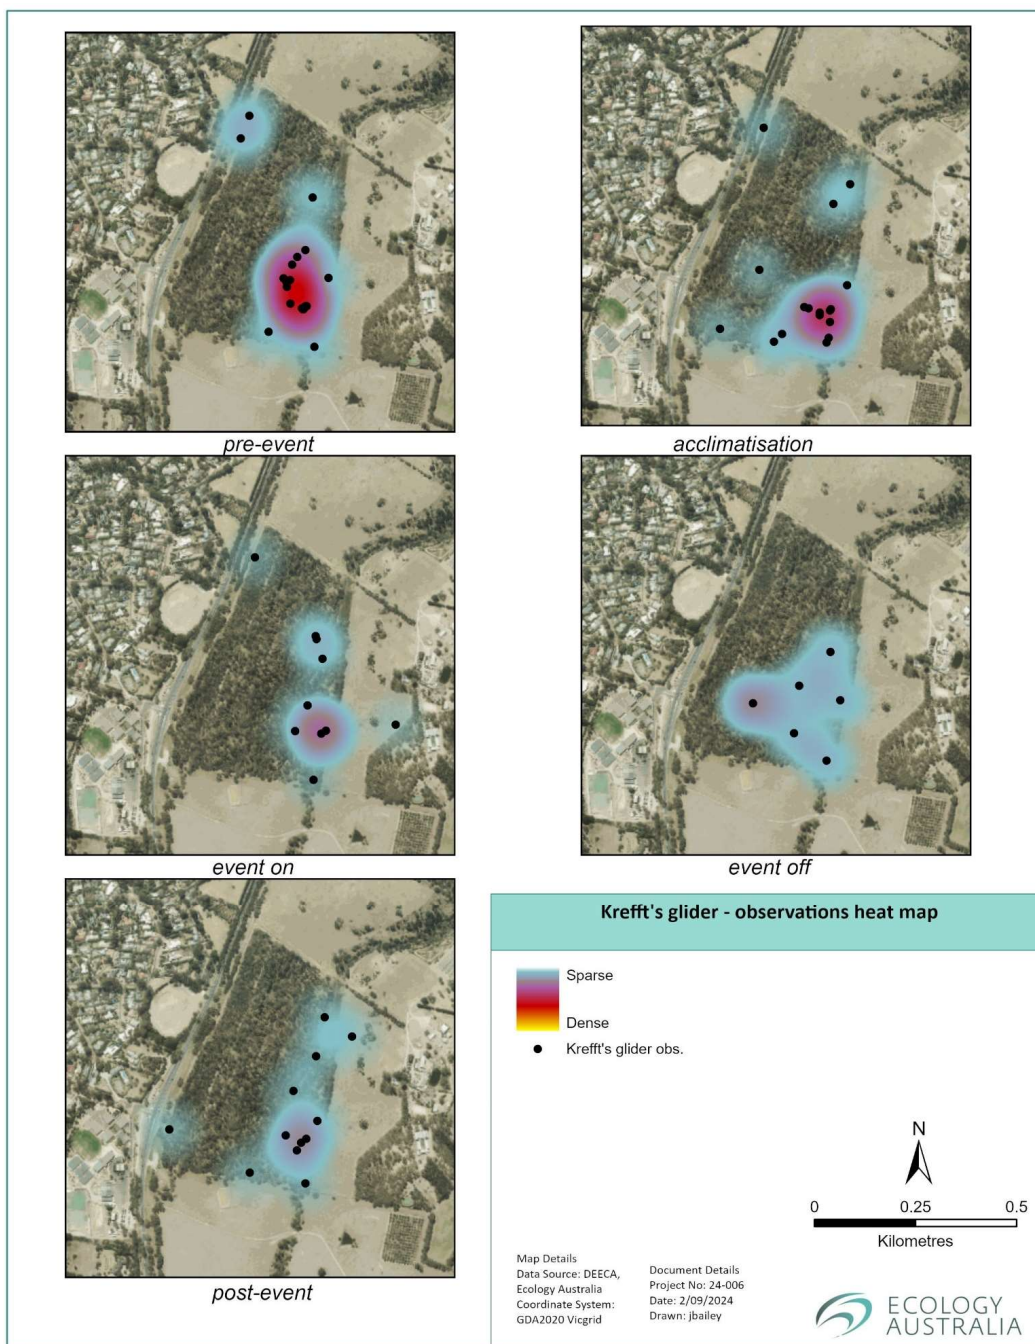 pre-event
acclimatisation
event on
event off
post-event
Krefft's glider - observations heat map
Sparse
Dense
Krefft's glider obs.
N
0 0.25 0.5
Kilometres
Map Details
Data Source: DEECA,
Ecology Australia
Coordinate System:
GDA2020 Vicgrid
Document Details
Project No: 24-006
Date: 2/09/2024
Drawn: jbailey
ECOLOGY
AUSTRALIA